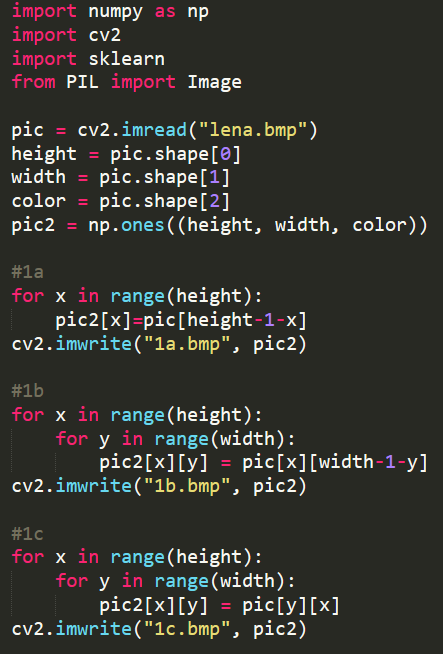 import numpy as np
import cv2
import sklearn
from PIL import Image

pic = cv2.imread("lena.bmp")
height = pic.shape[0]
width = pic.shape[1]
color = pic.shape[2]
pic2 = np.ones((height, width, color))

#1a
for x in range(height):
    pic2[x]=pic[height-1-x]
cv2.imwrite("1a.bmp", pic2)

#1b
for x in range(height):
    for y in range(width):
        pic2[x][y] = pic[x][width-1-y]
cv2.imwrite("1b.bmp", pic2)

#1c
for x in range(height):
    for y in range(width):
        pic2[x][y] = pic[y][x]
cv2.imwrite("1c.bmp", pic2)